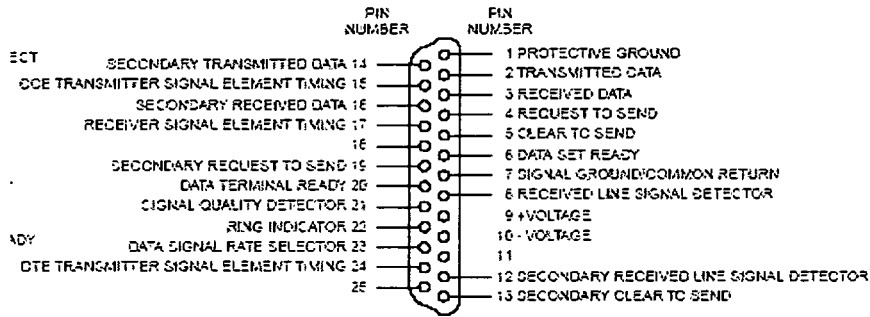 PIN NUMBER
PIN NUMBER
ECT
SECONDARY TRANSMITTED DATA 14
DCE TRANSMITTER SIGNAL ELEMENT TIMING 15
SECONDARY RECEIVED DATA 16
RECEIVER SIGNAL ELEMENT TIMING 17
18
SECONDARY REQUEST TO SEND 19
DATA TERMINAL READY 20
SIGNAL QUALITY DETECTOR 21
RING INDICATOR 22
ADY
DATA SIGNAL RATE SELECTOR 23
DTE TRANSMITTER SIGNAL ELEMENT TIMING 24
25
1 PROTECTIVE GROUND
2 TRANSMITTED DATA
3 RECEIVED DATA
4 REQUEST TO SEND
5 CLEAR TO SEND
6 DATA SET READY
7 SIGNAL GROUND/COMMON RETURN
8 RECEIVED LINE SIGNAL DETECTOR
9 +VOLTAGE
10 - VOLTAGE
11
12 SECONDARY RECEIVED LINE SIGNAL DETECTOR
13 SECONDARY CLEAR TO SEND